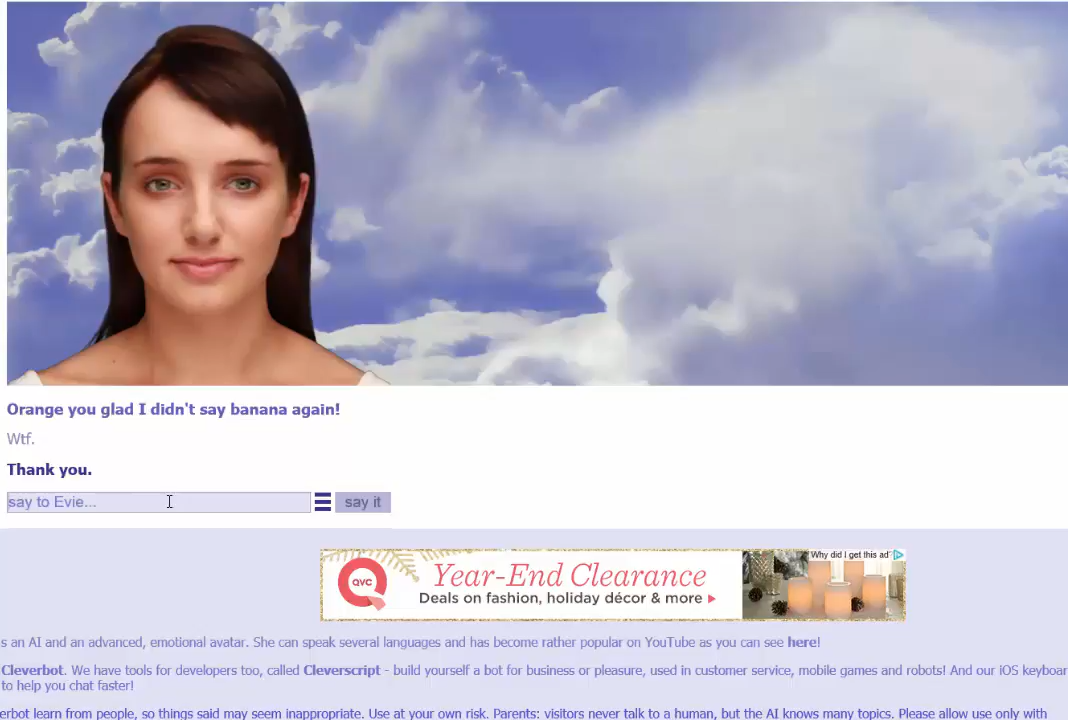 Orange you glad I didn't say banana again!
Wtf.
Thank you.
say to Evie...
say it
Why did I get this ad
QVC
Year-End Clearance
Deals on fashion, holiday décor & more
s an AI and an advanced, emotional avatar. She can speak several languages and has become rather popular on YouTube as you can see here!
Cleverbot. We have tools for developers too, called Cleverscript - build yourself a bot for business or pleasure, used in customer service, mobile games and robots! And our iOS keyboar
to help you chat faster!
erbot learn from people, so things said may seem inappropriate. Use at your own risk. Parents: visitors never talk to a human, but the AI knows many topics. Please allow use only with